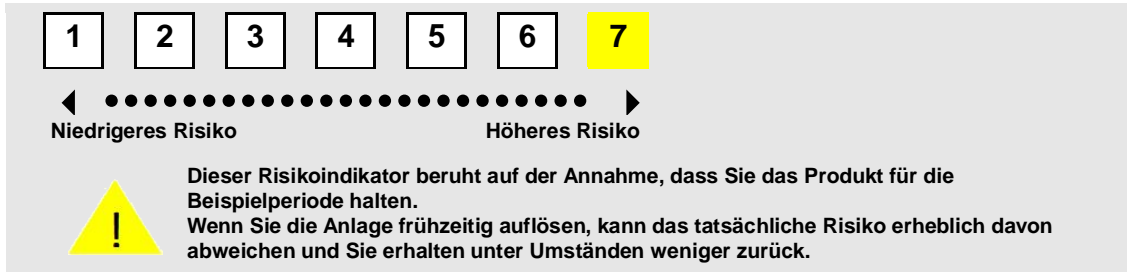 1 2 3 4 5 6 7
Niedrigeres Risiko Höheres Risiko
Dieser Risikoindikator beruht auf der Annahme, dass Sie das Produkt für die
Beispielperiode halten.
Wenn Sie die Anlage frühzeitig auflösen, kann das tatsächliche Risiko erheblich davon
abweichen und Sie erhalten unter Umständen weniger zurück.
!